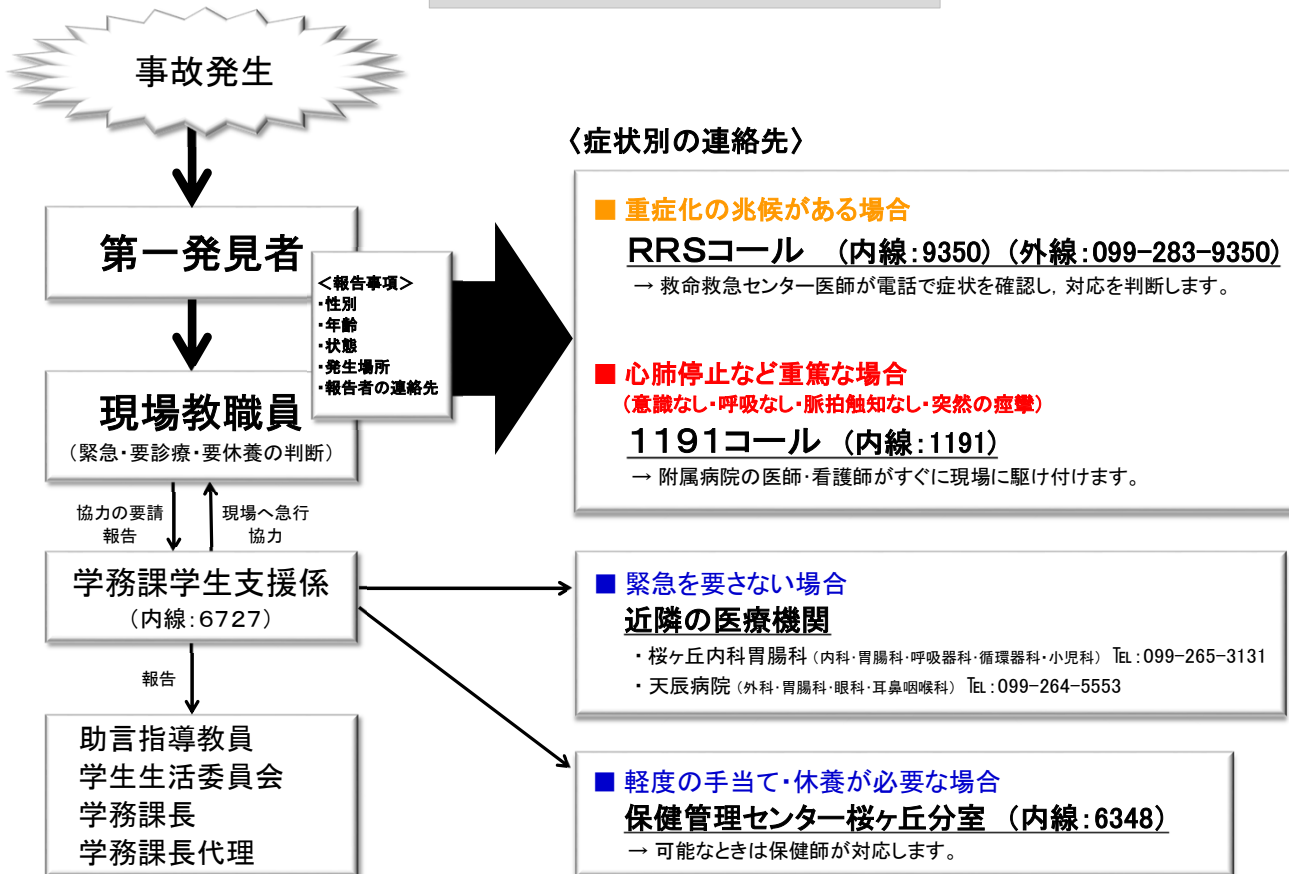 事故発生
第一発見者
＜報告事項＞
・性別
・年齢
・状態
・発生場所
・報告者の連絡先
現場教職員
（緊急・要診療・要休養の判断）
協力の要請
報告
現場へ急行
協力
学務課学生支援係
（内線：6727）
報告
助言指導教員
学生生活委員会
学務課長
学務課長代理
〈症状別の連絡先〉
■ 重症化の兆候がある場合
RRSコール （内線：9350）（外線：099-283-9350）
→ 救命救急センター医師が電話で症状を確認し，対応を判断します。
■ 心肺停止など重篤な場合
（意識なし・呼吸なし・脈拍触知なし・突然の痙攣）
1191コール （内線：1191）
→ 附属病院の医師・看護師がすぐに現場に駆け付けます。
■ 緊急を要さない場合
近隣の医療機関
・桜ヶ丘内科胃腸科（内科・胃腸科・呼吸器科・循環器科・小児科） ℡：099-265-3131
・天辰病院（外科・胃腸科・眼科・耳鼻咽喉科） ℡：099-264-5553
■ 軽度の手当て・休養が必要な場合
保健管理センター桜ヶ丘分室 （内線：6348）
→ 可能なときは保健師が対応します。